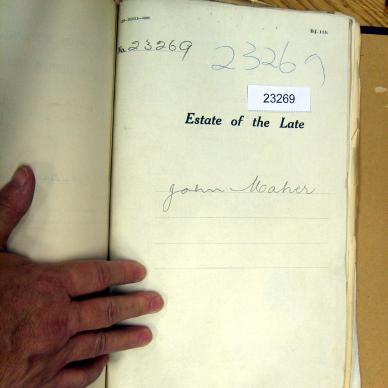 No. 23269
23269
23269
Estate of the Late
John Maher